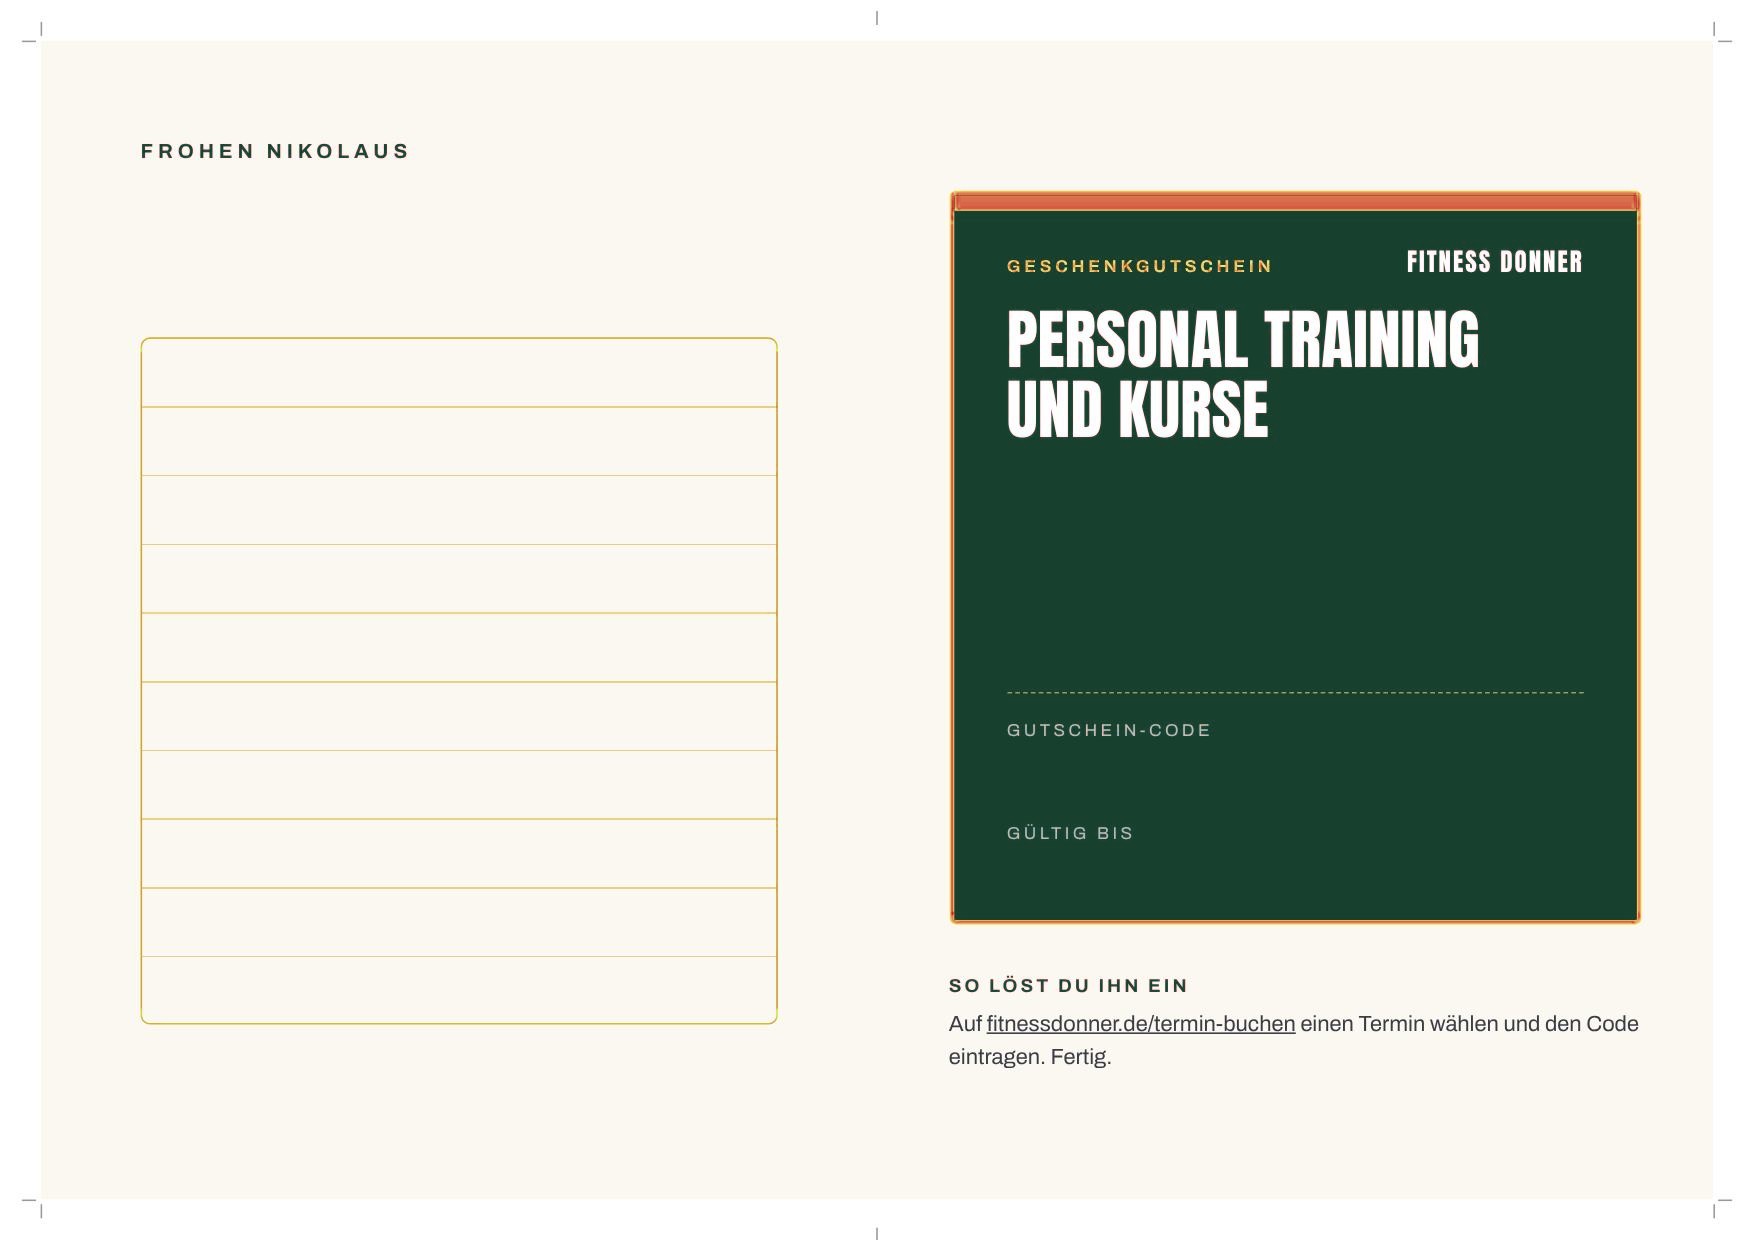 FROHEN NIKOLAUS
GESCHENKGUTSCHEIN
FITNESS DONNER
PERSONAL TRAINING
UND KURSE
GUTSCHEIN-CODE
GÜLTIG BIS
SO LÖST DU IHN EIN
Auf fitnessdonner.de/termin-buchen einen Termin wählen und den Code
eintragen. Fertig.